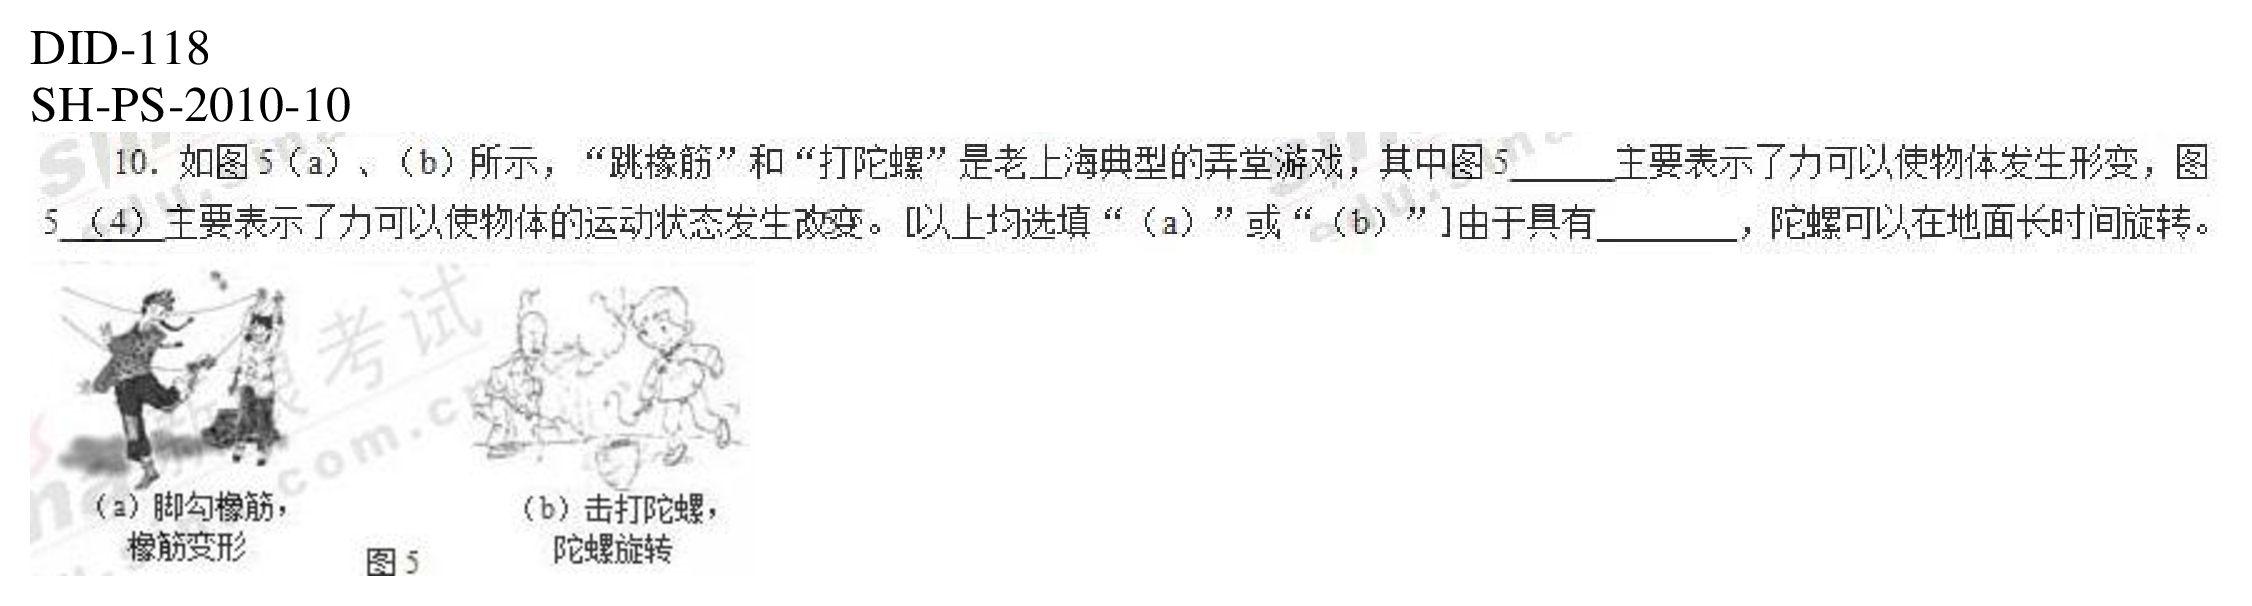 DID-118
SH-PS-2010-10
10. 如图 5（a）、（b）所示，“跳橡筋”和“打陀螺”是老上海典型的弄堂游戏，其中图 5______主要表示了力可以使物体发生形变，图
5 （4） 主要表示了力可以使物体的运动状态发生改变。[以上均选填“（a）”或“（b）”]由于具有________，陀螺可以在地面长时间旋转。
（a）脚勾橡筋，
橡筋变形
（b）击打陀螺，
陀螺旋转
图 5